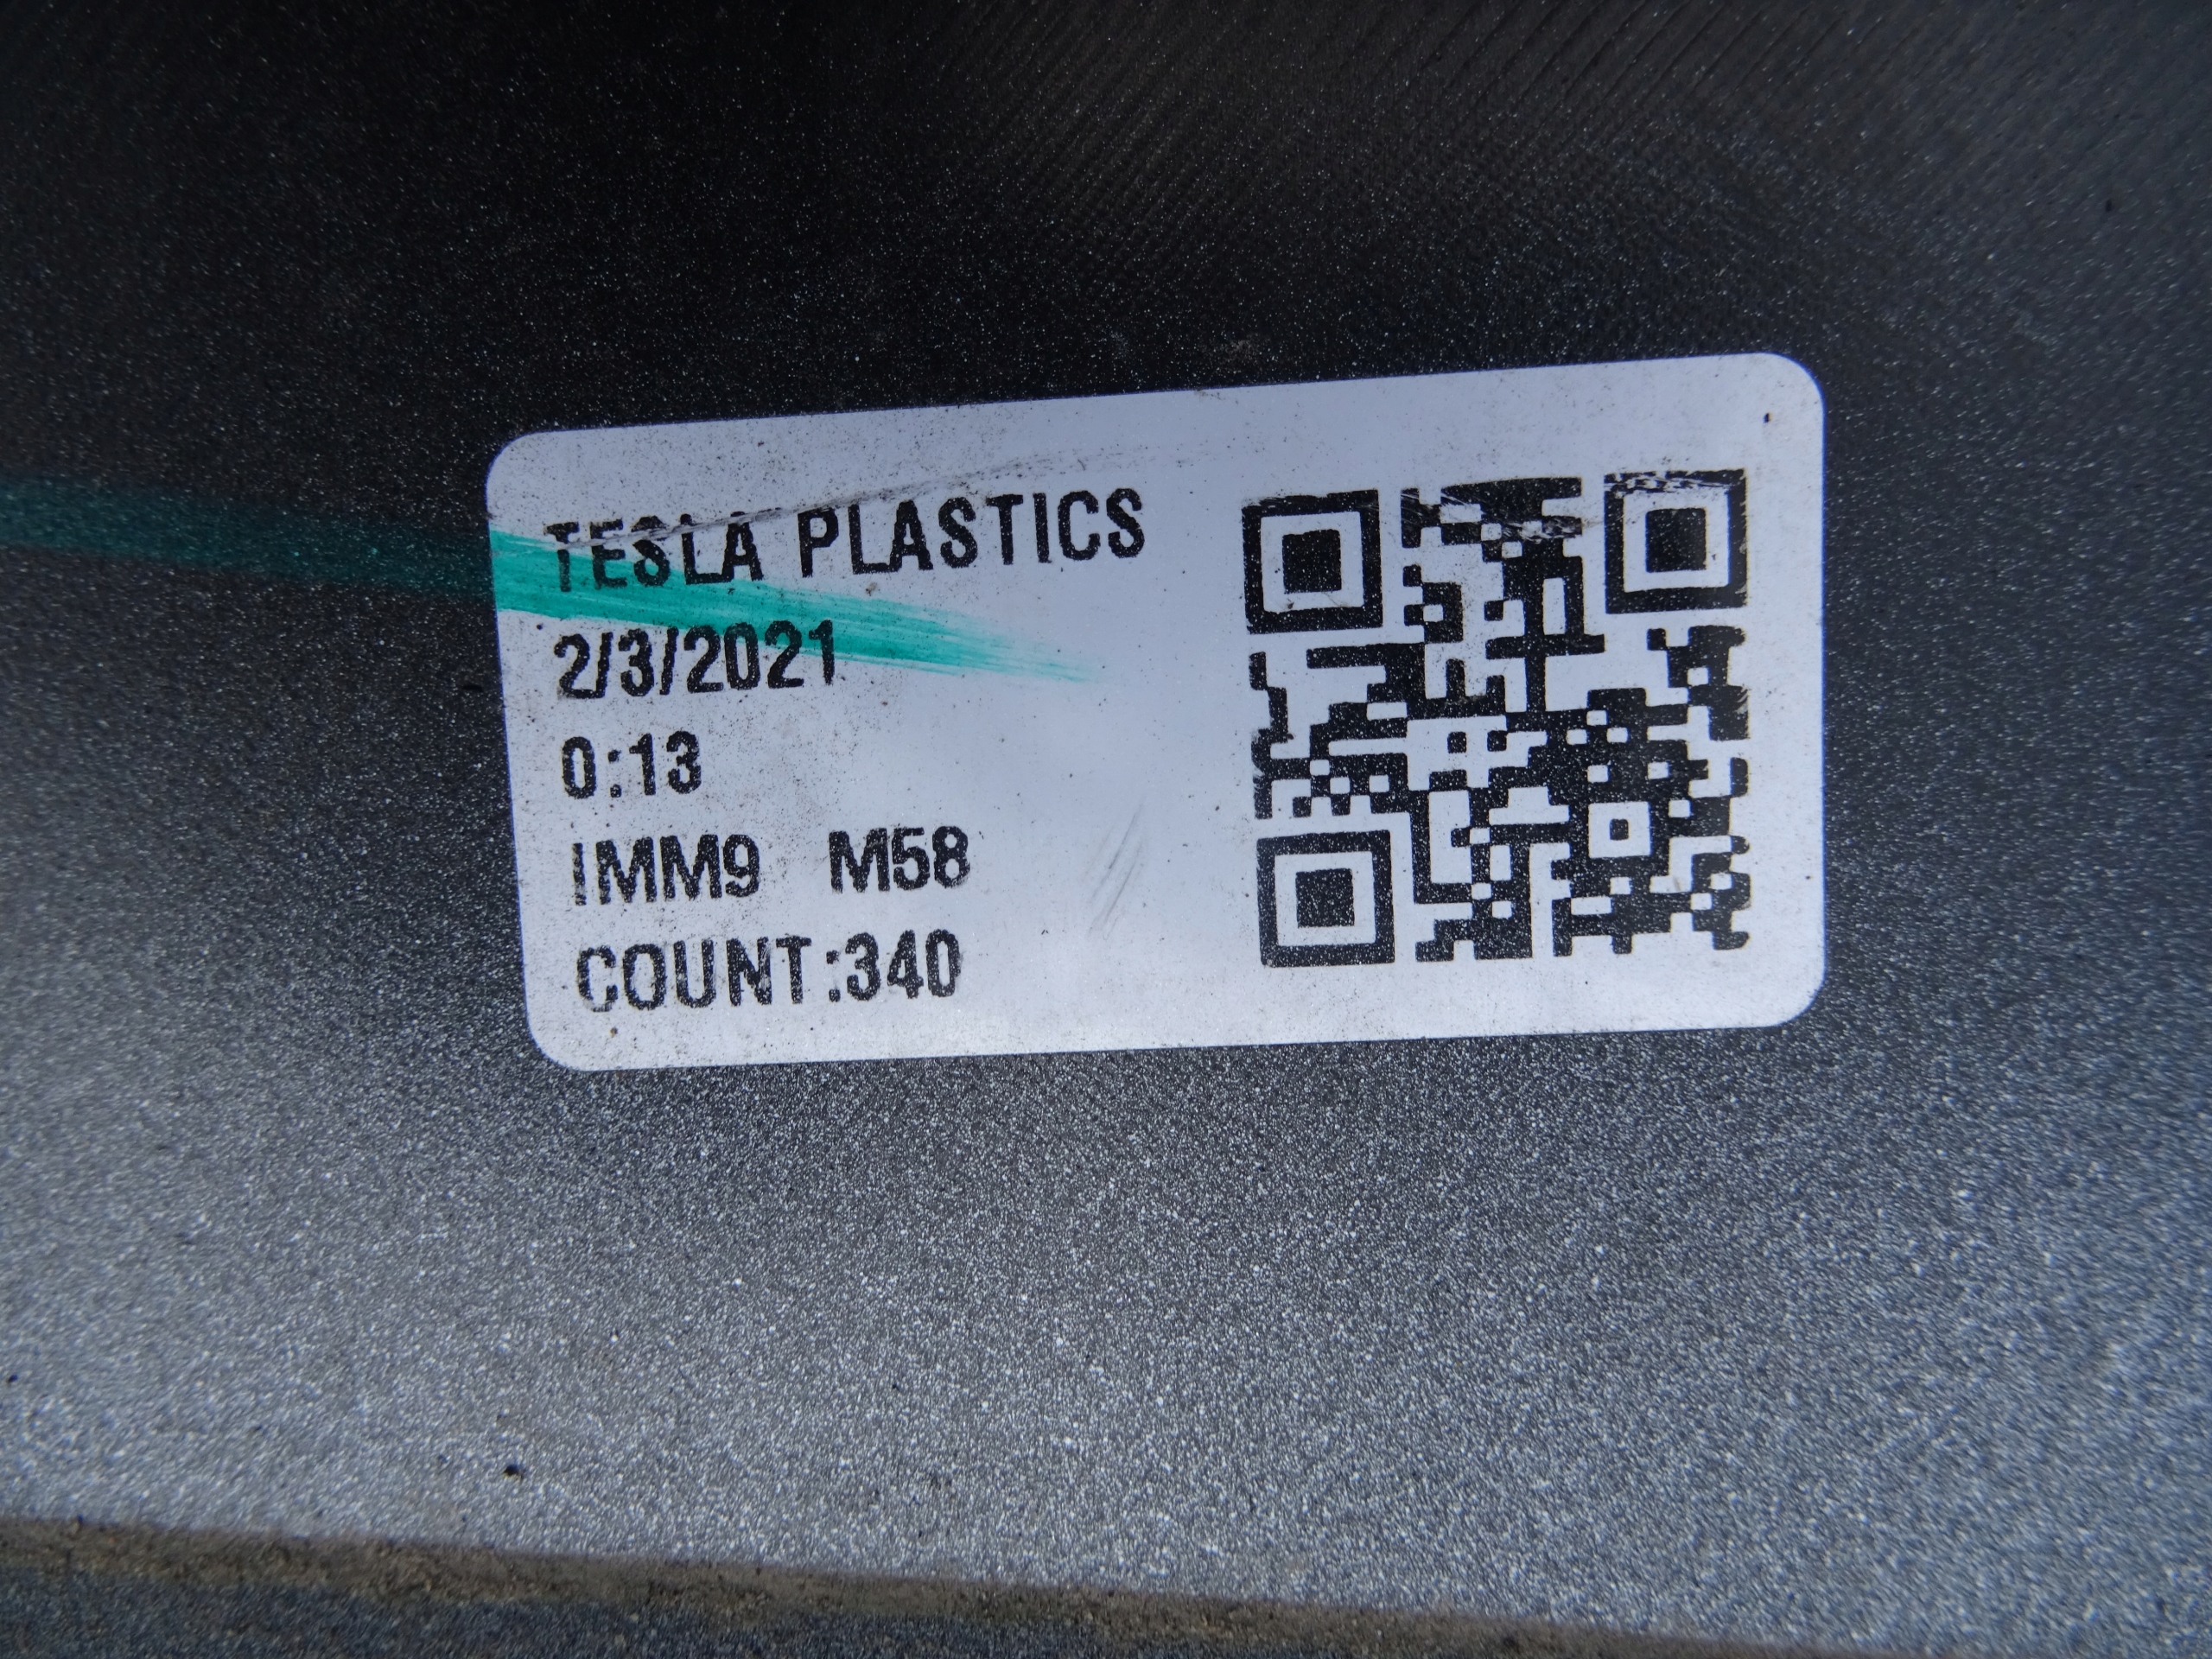 TESLA PLASTICS
2/3/2021
0:13
IMM9 M58
COUNT:340